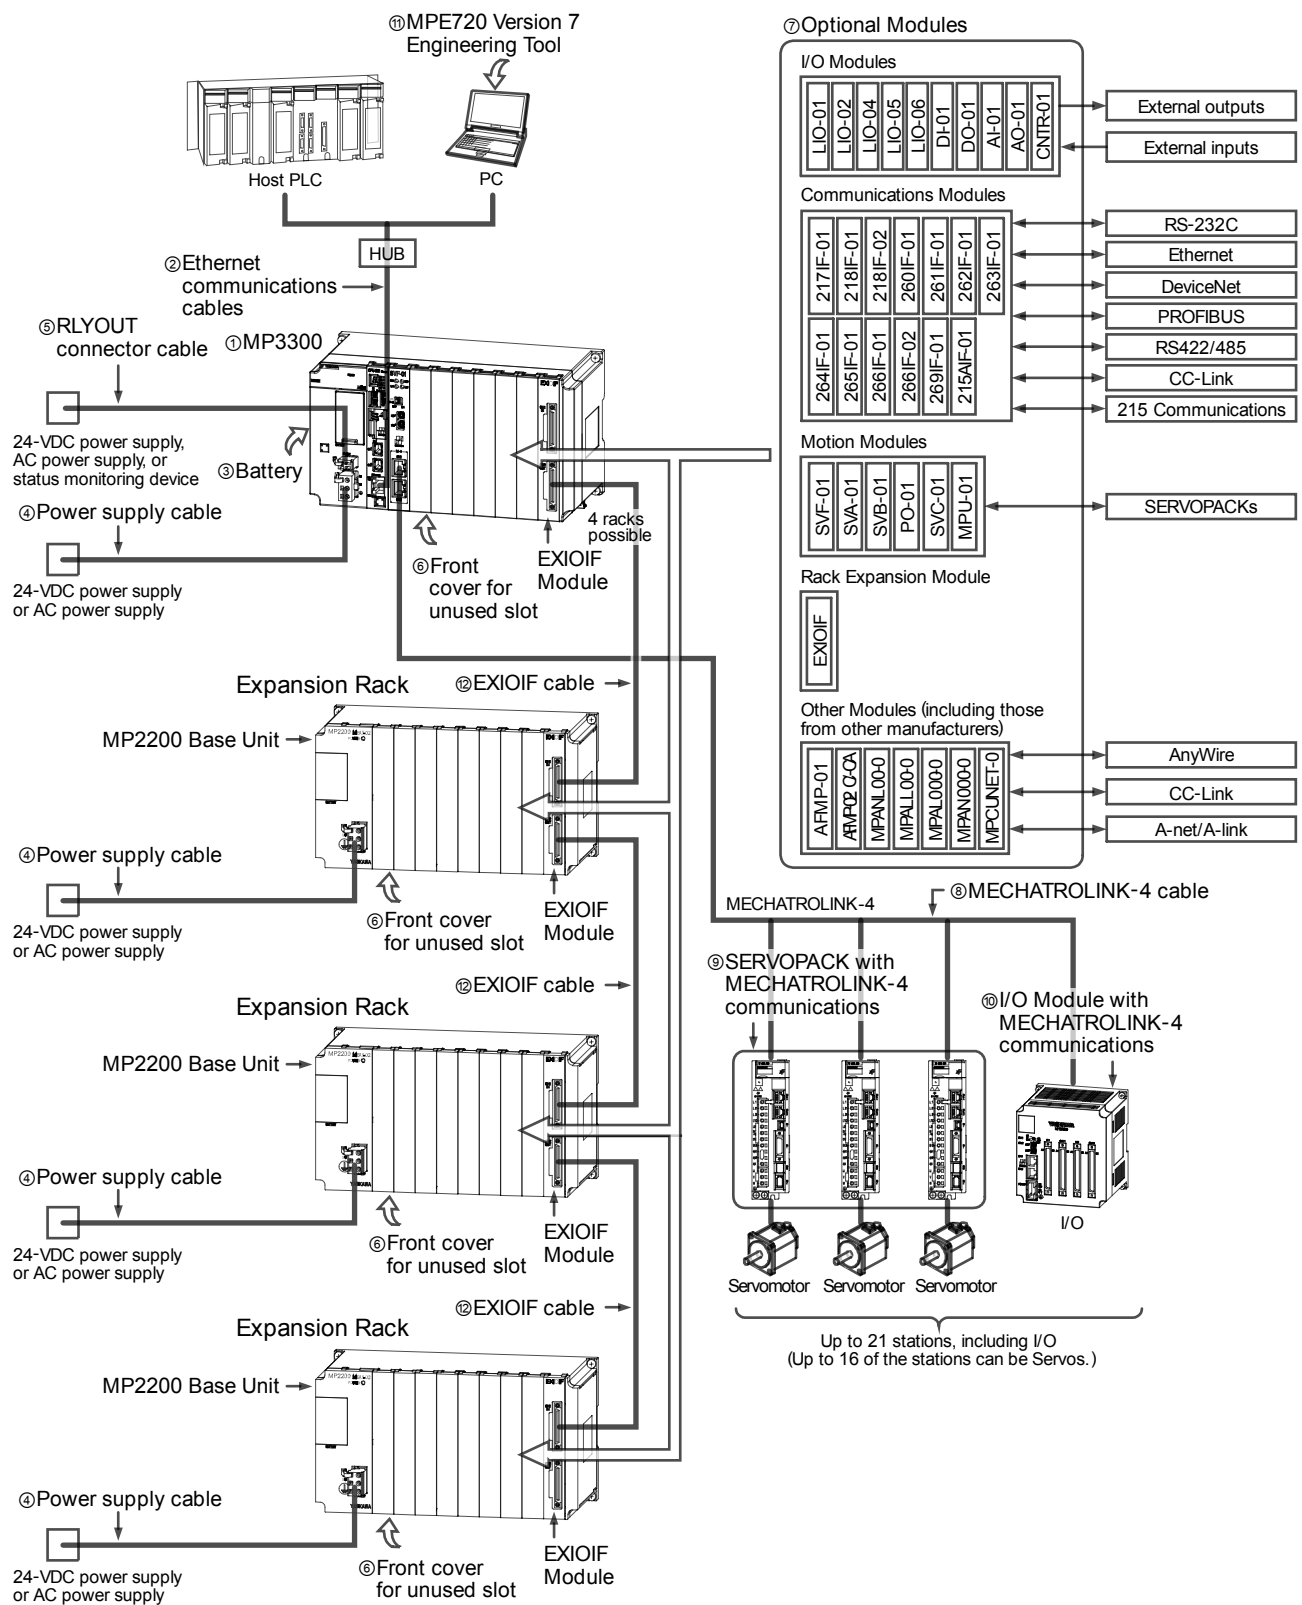 ⑪MPE720 Version 7
Engineering Tool
Host PLC
PC
HUB
②Ethernet
communications
cables
⑤RLYOUT
connector cable
①MP3300
SVF-01
24-VDC power supply,
AC power supply, or
status monitoring device
③Battery
④Power supply cable
24-VDC power supply
or AC power supply
⑥Front
cover for
unused slot
EXIOIF
Module
4 racks
possible
⑦Optional Modules
I/O Modules
LIO-01
LIO-02
LIO-04
LIO-05
LIO-06
DI-01
DO-01
AI-01
AO-01
CNTR-01
External outputs
External inputs
Communications Modules
217IF-01
218IF-01
218IF-02
260IF-01
261IF-01
262IF-01
263IF-01
264IF-01
265IF-01
266IF-01
266IF-02
269IF-01
215AIF-01
RS-232C
Ethernet
DeviceNet
PROFIBUS
RS422/485
CC-Link
215 Communications
Motion Modules
SVF-01
SVA-01
SVB-01
PO-01
SVC-01
MPU-01
SERVOPACKs
Rack Expansion Module
EXIOIF
Other Modules (including those
from other manufacturers)
AFMP-01
AFMP-02 C/-CA
MPANL00-0
MPALL00-0
MPAL000-0
MPAN000-0
MPCUNET-0
AnyWire
CC-Link
A-net/A-link
Expansion Rack
⑫EXIOIF cable
MP2200 Base Unit
MP2200
④Power supply cable
24-VDC power supply
or AC power supply
⑥Front cover
for unused slot
EXIOIF
Module
Expansion Rack
⑫EXIOIF cable
MP2200 Base Unit
MP2200
④Power supply cable
24-VDC power supply
or AC power supply
⑥Front cover
for unused slot
EXIOIF
Module
Expansion Rack
⑫EXIOIF cable
MP2200 Base Unit
MP2200
④Power supply cable
24-VDC power supply
or AC power supply
⑥Front cover
for unused slot
EXIOIF
Module
MECHATROLINK-4
⑧MECHATROLINK-4 cable
⑨SERVOPACK with
MECHATROLINK-4
communications
⑩I/O Module with
MECHATROLINK-4
communications
I/O
Servomotor
Servomotor
Servomotor
Up to 21 stations, including I/O
(Up to 16 of the stations can be Servos.)